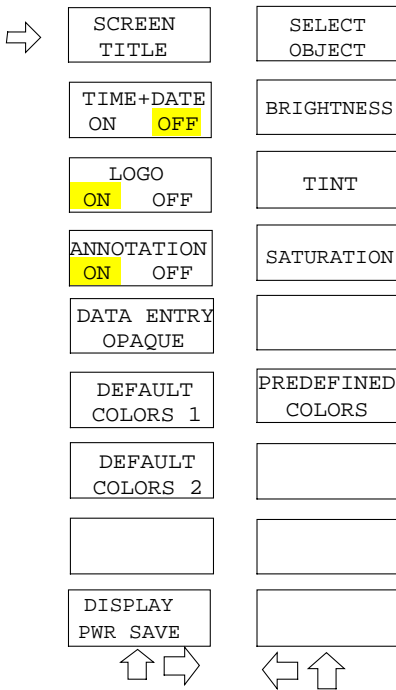 SCREEN
TITLE
TIME+DATE
ON OFF
LOGO
ON OFF
ANNOTATION
ON OFF
DATA ENTRY
OPAQUE
DEFAULT
COLORS 1
DEFAULT
COLORS 2
DISPLAY
PWR SAVE
SELECT
OBJECT
BRIGHTNESS
TINT
SATURATION
PREDEFINED
COLORS